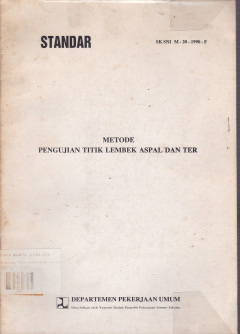 STANDAR
SK SNI M - 20 - 1990 - F
METODE
PENGUJIAN TITIK LEMBEK ASPAL DAN TER
DEPARTEMEN PEKERJAAN UMUM